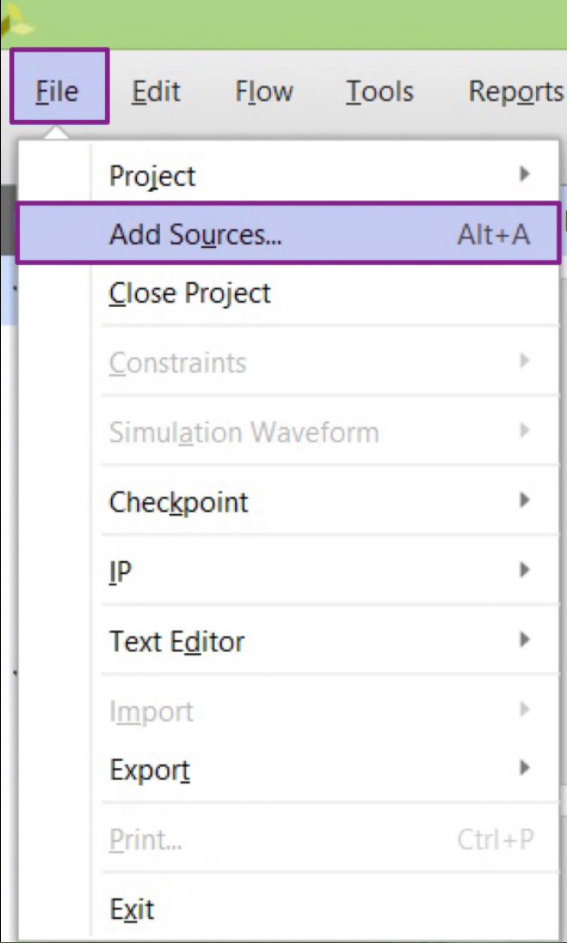 File Edit Flow Tools Reports
Project
Add Sources... Alt+A
Close Project
Constraints
Simulation Waveform
Checkpoint
IP
Text Editor
Import
Export
Print... Ctrl+P
Exit